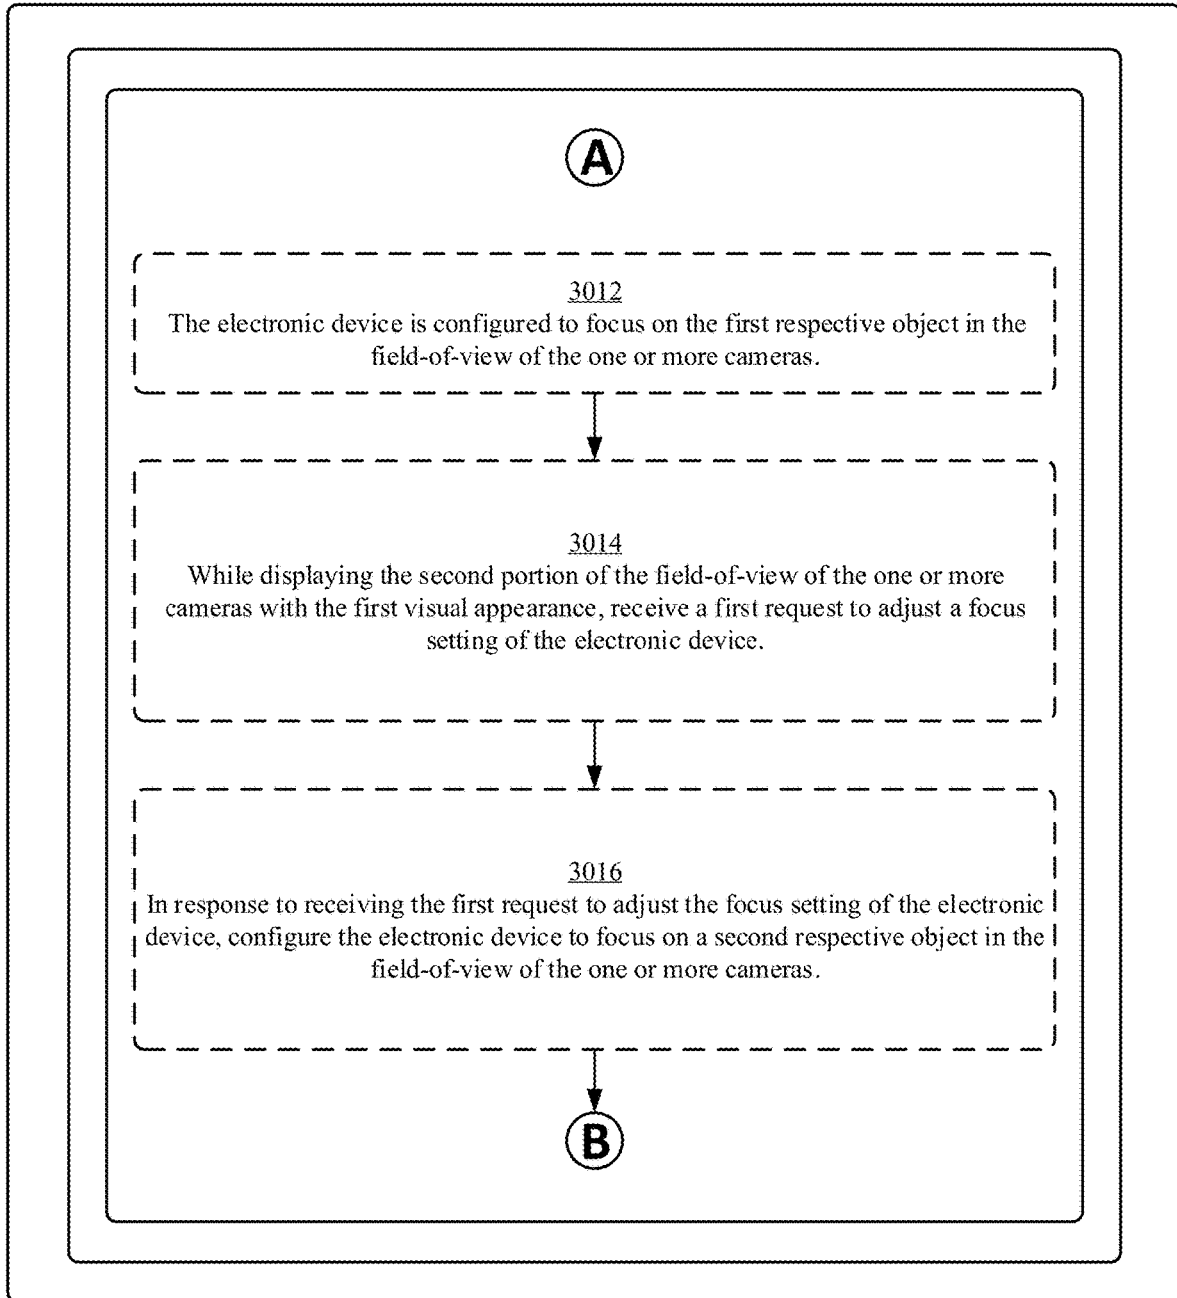 A
3012
The electronic device is configured to focus on the first respective object in the
field-of-view of the one or more cameras.
3014
While displaying the second portion of the field-of-view of the one or more
cameras with the first visual appearance, receive a first request to adjust a focus
setting of the electronic device.
3016
In response to receiving the first request to adjust the focus setting of the electronic
device, configure the electronic device to focus on a second respective object in the
field-of-view of the one or more cameras.
B